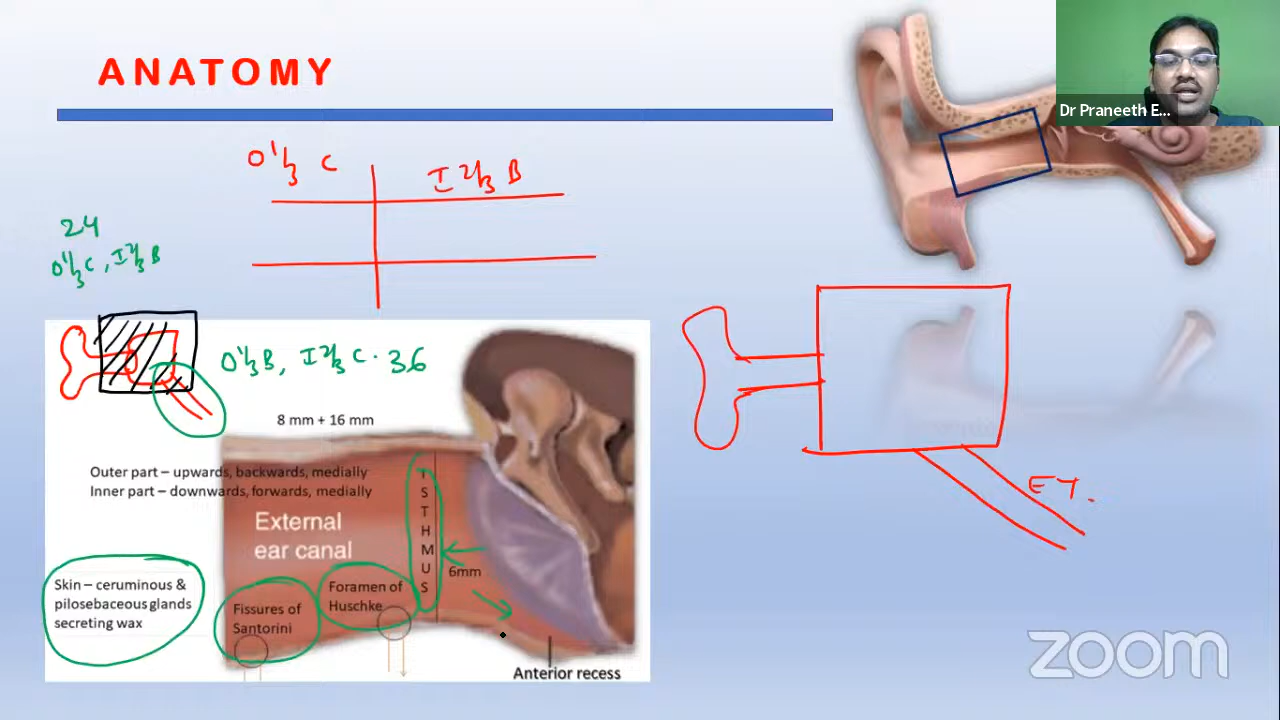 ANATOMY
Dr Praneeth E...
O 1/3 C
I 2/3 B
24
O 1/3 C, I 2/3 B
O 1/3 B, I 2/3 C · 36
8 mm + 16 mm
Outer part – upwards, backwards, medially
Inner part – downwards, forwards, medially
External
ear canal
ISTHMUS
6mm
Skin – ceruminous &
pilosebaceous glands
secreting wax
Fissures of
Santorini
Foramen of
Huschke
Anterior recess
ET.
zoom